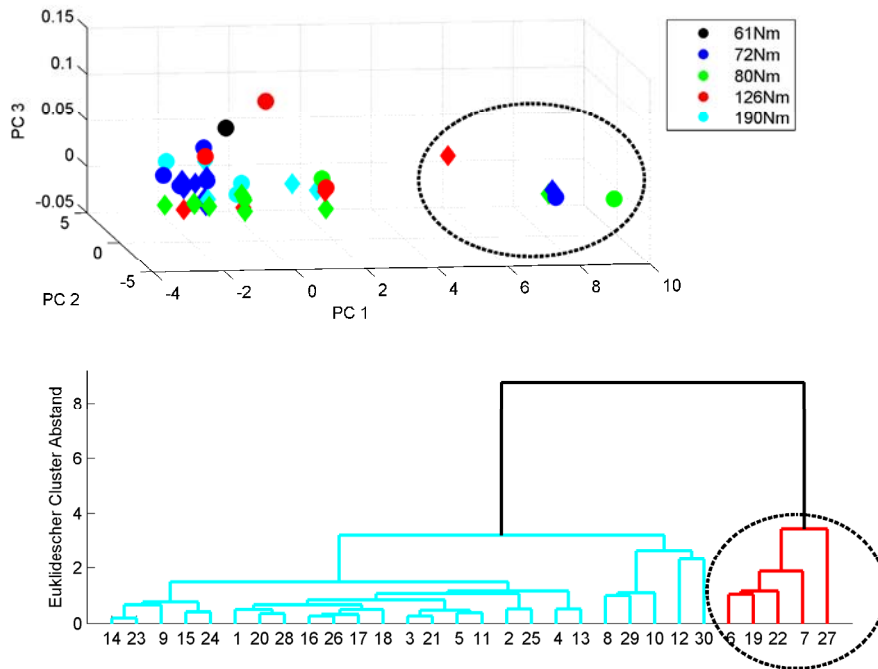 0.15
0.1
0.05
0
-0.05
PC 3
5
0
-5
PC 2
-4
-2
0
2
4
6
8
10
PC 1
61Nm
72Nm
80Nm
126Nm
190Nm
8
6
4
2
0
Euklidescher Cluster Abstand
14 23 9 15 24 1 20 28 16 26 17 18 3 21 5 11 2 25 4 13 8 29 10 12 30 6 19 22 7 27